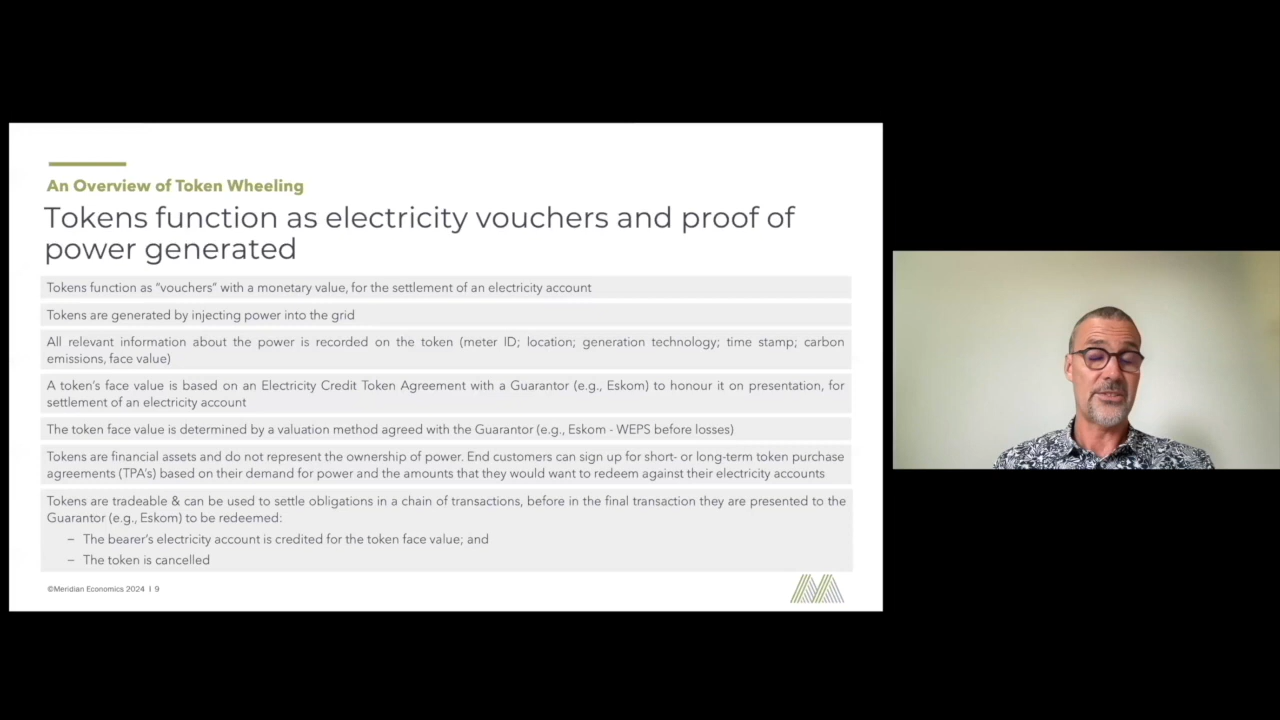 An Overview of Token Wheeling
Tokens function as electricity vouchers and proof of
power generated
Tokens function as “vouchers” with a monetary value, for the settlement of an electricity account
Tokens are generated by injecting power into the grid
All relevant information about the power is recorded on the token (meter ID; location; generation technology; time stamp; carbon
emissions, face value)
A token’s face value is based on an Electricity Credit Token Agreement with a Guarantor (e.g., Eskom) to honour it on presentation, for
settlement of an electricity account
The token face value is determined by a valuation method agreed with the Guarantor (e.g., Eskom - WEPS before losses)
Tokens are financial assets and do not represent the ownership of power. End customers can sign up for short- or long-term token purchase
agreements (TPA’s) based on their demand for power and the amounts that they would want to redeem against their electricity accounts
Tokens are tradeable & can be used to settle obligations in a chain of transactions, before in the final transaction they are presented to the
Guarantor (e.g., Eskom) to be redeemed:
– The bearer’s electricity account is credited for the token face value; and
– The token is cancelled
©Meridian Economics 2024 | 9